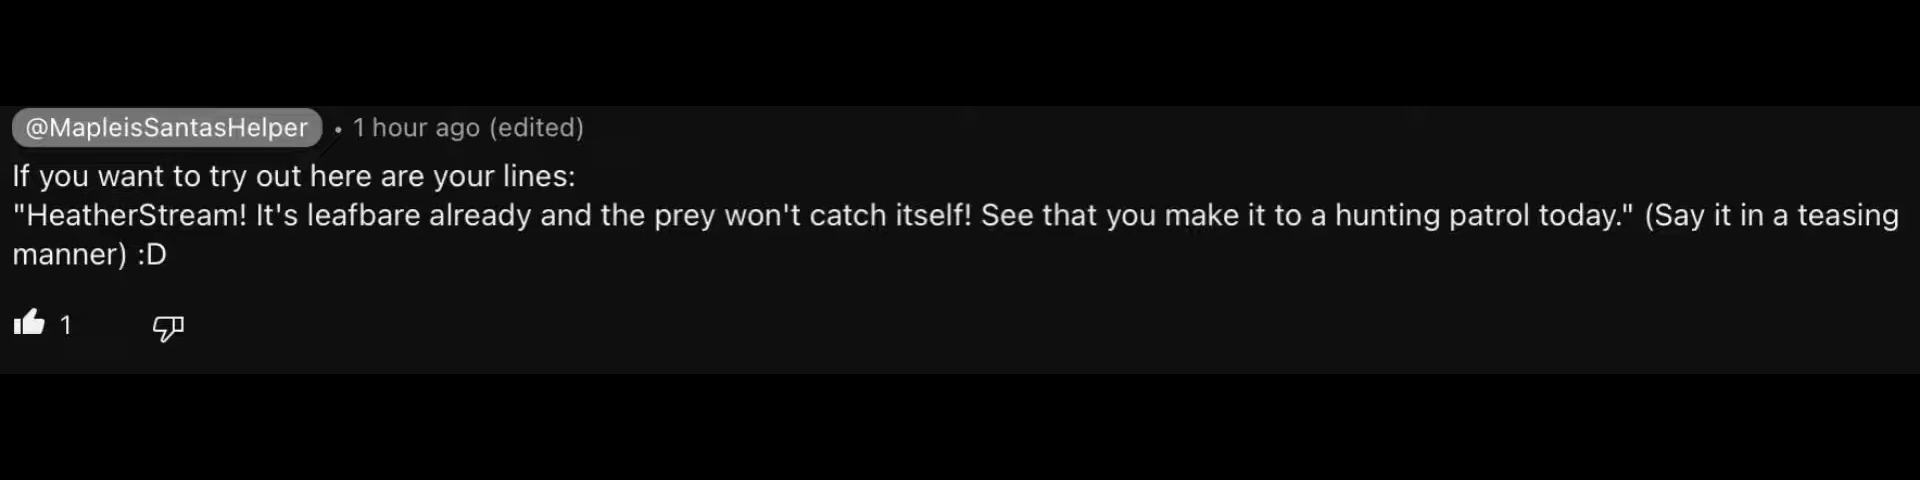 @MapleisSantasHelper • 1 hour ago (edited)
If you want to try out here are your lines:
"HeatherStream! It's leafbare already and the prey won't catch itself! See that you make it to a hunting patrol today." (Say it in a teasing
manner) :D
1